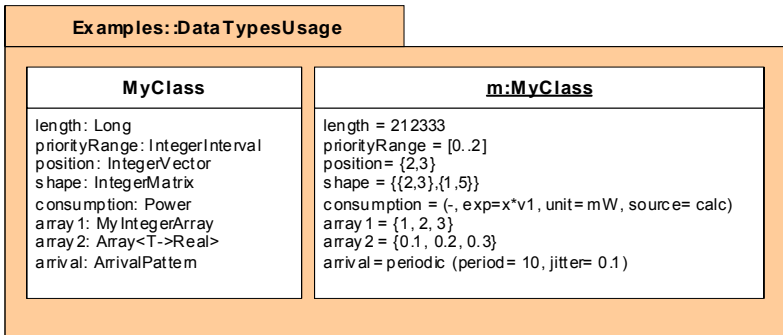 Examples::DataTypesUsage
MyClass
length: Long
priorityRange: IntegerInterval
position: IntegerVector
shape: IntegerMatrix
consumption: Power
array1: MyIntegerArray
array2: Array<T->Real>
arrival: ArrivalPattern
m:MyClass
length = 212333
priorityRange = [0..2]
position= {2,3}
shape = {{2,3},{1,5}}
consumption = (-, exp=x*v1, unit= mW, source= calc)
array1 = {1, 2, 3}
array2 = {0.1, 0.2, 0.3}
arrival = periodic (period= 10, jitter= 0.1)